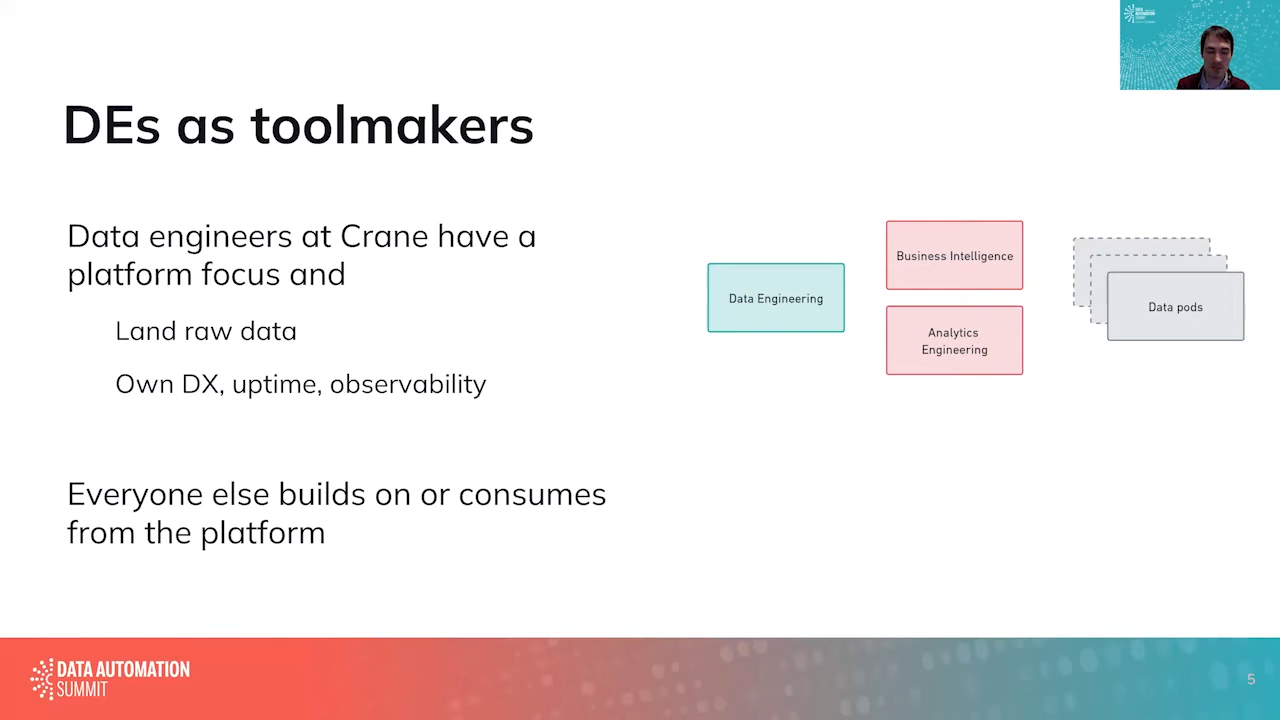 DEs as toolmakers
Data engineers at Crane have a
platform focus and
Land raw data
Own DX, uptime, observability
Everyone else builds on or consumes
from the platform
Data Engineering
Business Intelligence
Analytics
Engineering
Data pods
DATA AUTOMATION
SUMMIT
5